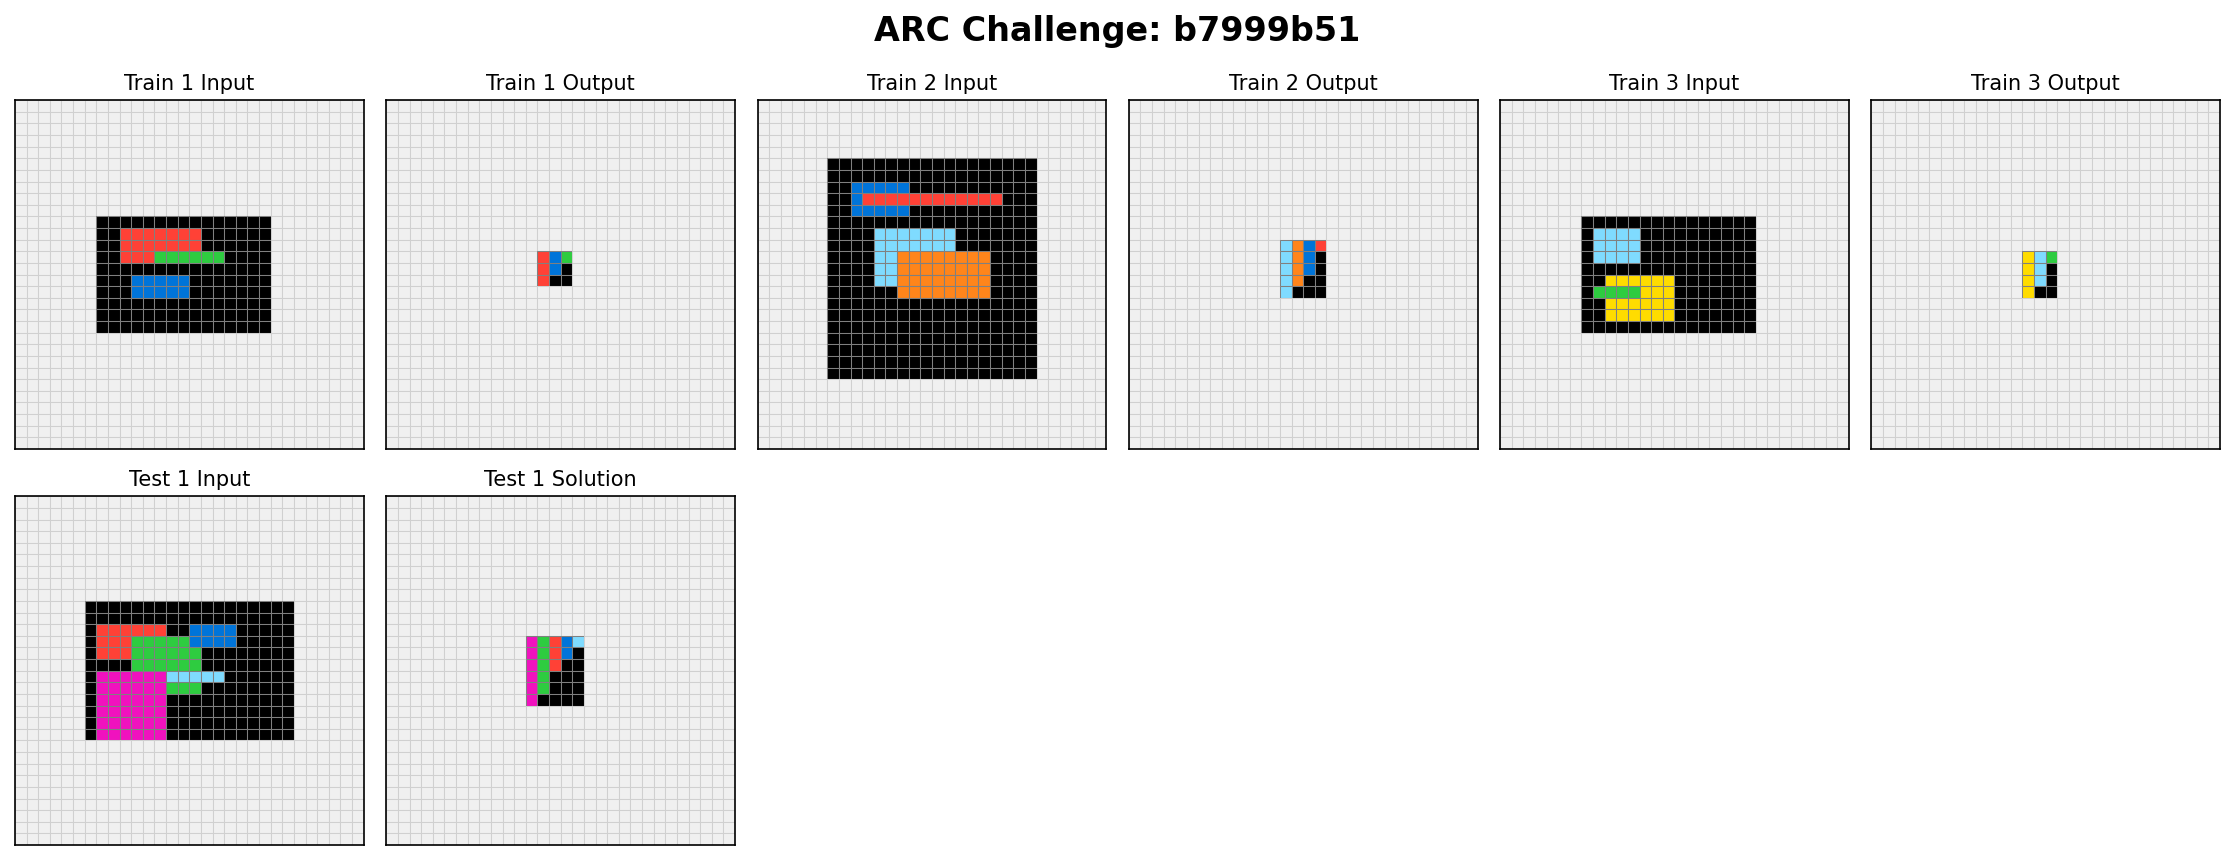 ARC Challenge: b7999b51
Train 1 Input
Train 1 Output
Train 2 Input
Train 2 Output
Train 3 Input
Train 3 Output
Test 1 Input
Test 1 Solution